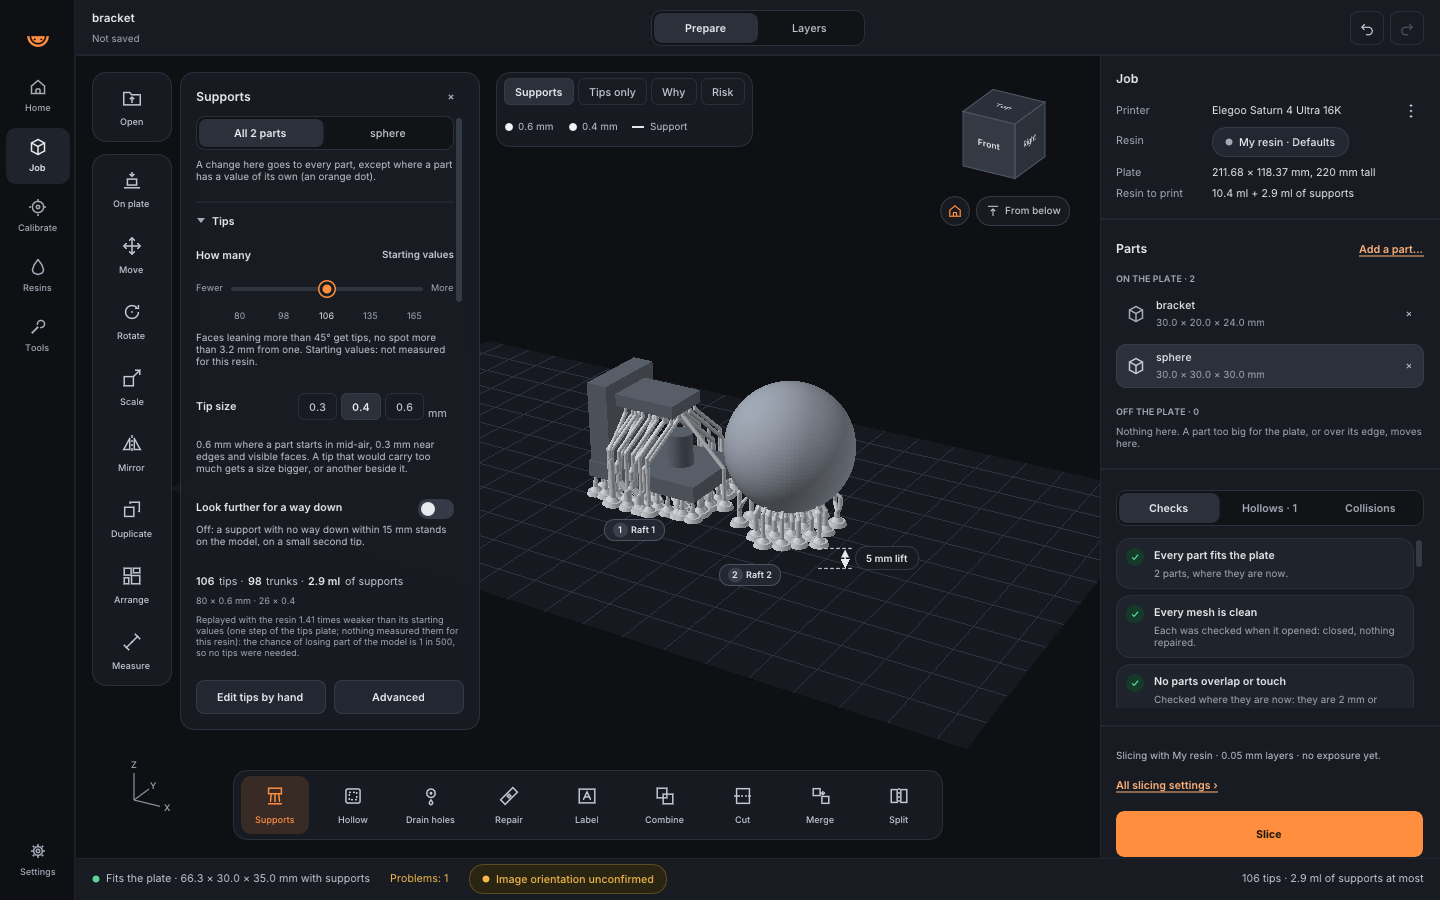 bracket
Not saved
Prepare
Layers
Home
Job
Calibrate
Resins
Tools
Settings
Open
On plate
Move
Rotate
Scale
Mirror
Duplicate
Arrange
Measure
Supports
×
All 2 parts
sphere
A change here goes to every part, except where a part
has a value of its own (an orange dot).
Tips
How many
Starting values
Fewer
More
80 98 106 135 165
Faces leaning more than 45° get tips, no spot more
than 3.2 mm from one. Starting values: not measured
for this resin.
Tip size
0.3 0.4 0.6 mm
0.6 mm where a part starts in mid-air, 0.3 mm near
edges and visible faces. A tip that would carry too
much gets a size bigger, or another beside it.
Look further for a way down
Off: a support with no way down within 15 mm stands
on the model, on a small second tip.
106 tips · 98 trunks · 2.9 ml of supports
80 × 0.6 mm · 26 × 0.4
Replayed with the resin 1.41 times weaker than its starting
values (one step of the tips plate; nothing measured them for
this resin): the chance of losing part of the model is 1 in 500,
so no tips were needed.
Edit tips by hand
Advanced
Supports
Tips only
Why
Risk
0.6 mm
0.4 mm
Support
Top
Front
Right
From below
1 Raft 1
2 Raft 2
5 mm lift
Z
Y
X
Supports
Hollow
Drain holes
Repair
Label
Combine
Cut
Merge
Split
Job
Printer
Elegoo Saturn 4 Ultra 16K
Resin
My resin · Defaults
Plate
211.68 × 118.37 mm, 220 mm tall
Resin to print
10.4 ml + 2.9 ml of supports
Parts
Add a part...
ON THE PLATE · 2
bracket
30.0 × 20.0 × 24.0 mm
×
sphere
30.0 × 30.0 × 30.0 mm
×
OFF THE PLATE · 0
Nothing here. A part too big for the plate, or over its edge, moves
here.
Checks
Hollows · 1
Collisions
Every part fits the plate
2 parts, where they are now.
Every mesh is clean
Each was checked when it opened: closed, nothing
repaired.
No parts overlap or touch
Checked where they are now: they are 2 mm or
Slicing with My resin · 0.05 mm layers · no exposure yet.
All slicing settings ›
Slice
Fits the plate · 66.3 × 30.0 × 35.0 mm with supports
Problems: 1
Image orientation unconfirmed
106 tips · 2.9 ml of supports at most